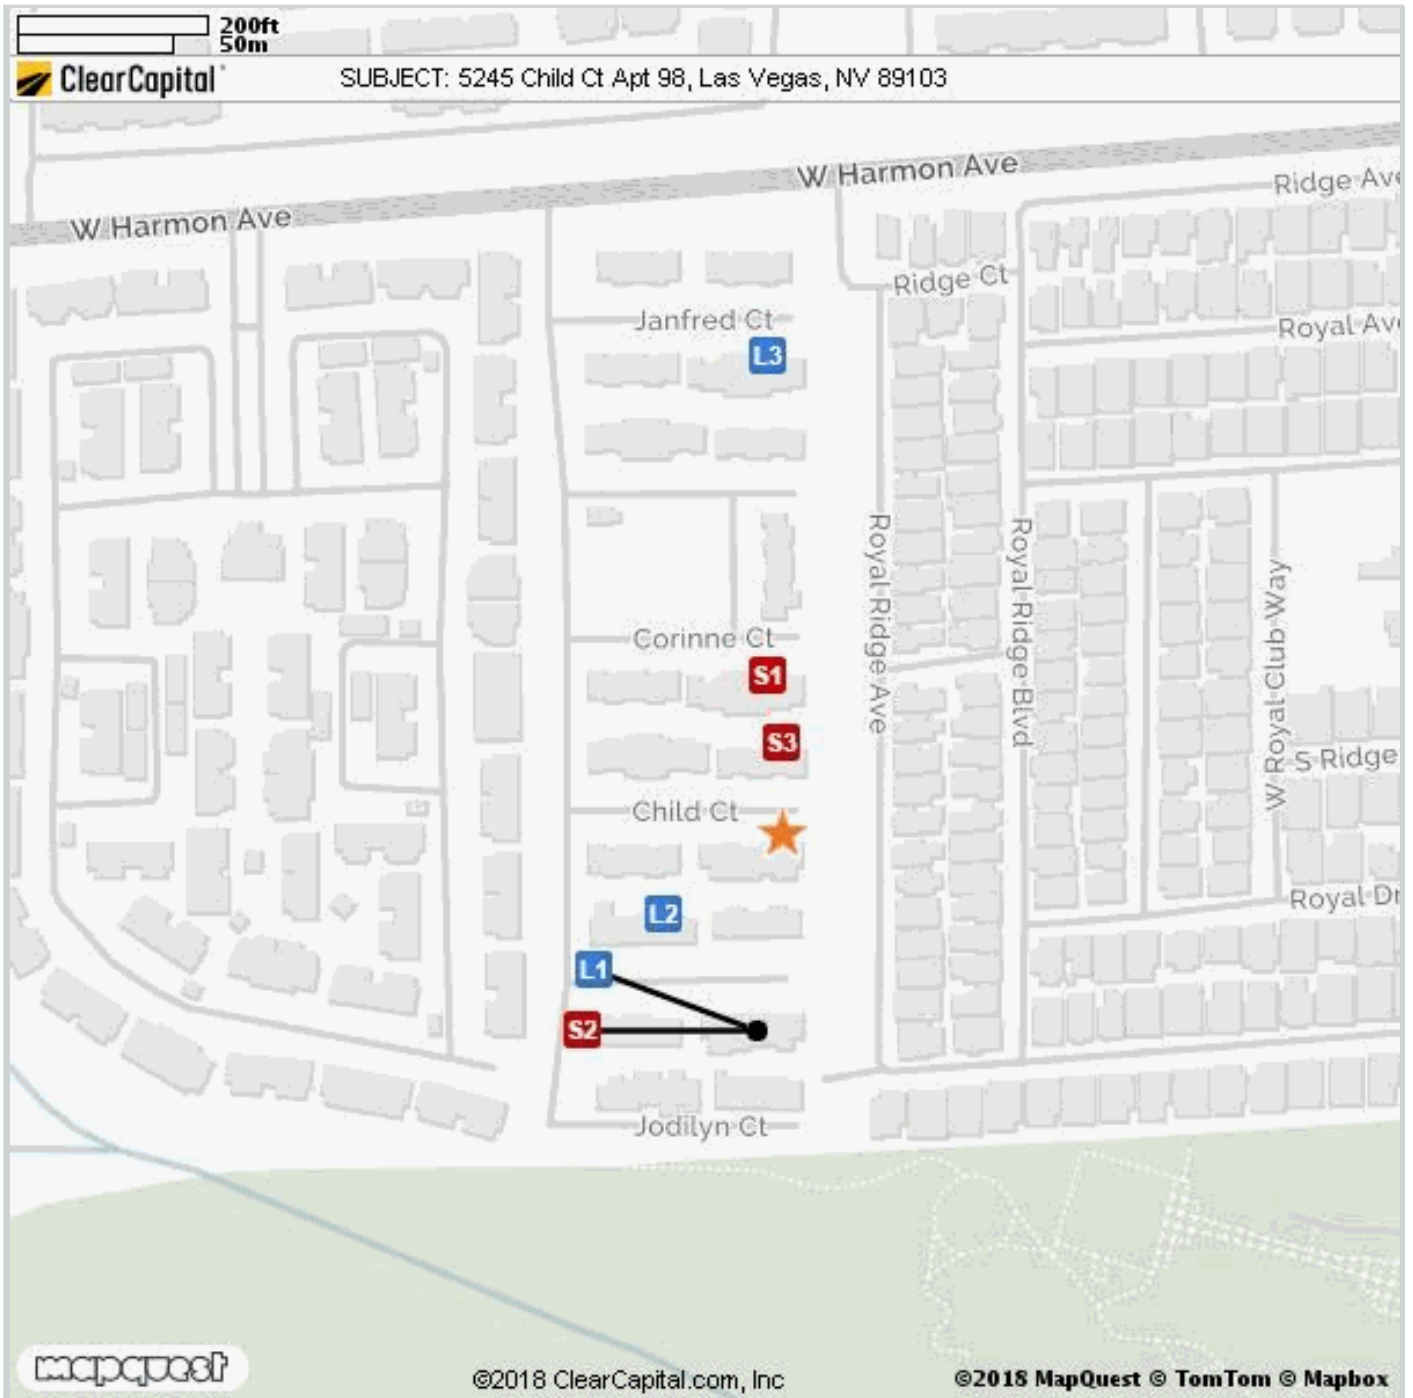 200ft
50m
ClearCapital
SUBJECT: 5245 Child Ct Apt 98, Las Vegas, NV 89103
W Harmon Ave
Ridge Ave
W Harmon Ave
Ridge Ct
Janfred Ct
Royal Ave
L3
Royal Ridge Ave
Royal Ridge Blvd
W Royal Club Way
Corinne Ct
S1
S3
S Ridge
Child Ct
Royal Dr
L2
L1
S2
Jodilyn Ct
mapquest
©2018 ClearCapital.com, Inc
©2018 MapQuest © TomTom © Mapbox